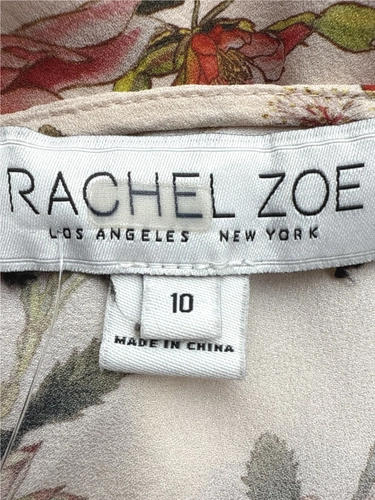 RACHEL ZOE
LOS ANGELES NEW YORK
10
MADE IN CHINA